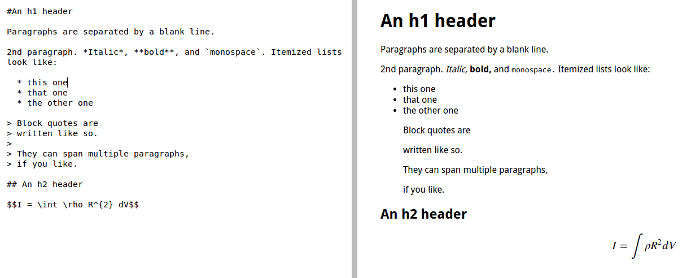 #An h1 header
Paragraphs are separated by a blank line.
2nd paragraph. *Italic*, **bold**, and `monospace`. Itemized lists
look like:
* this one
* that one
* the other one
> Block quotes are
> written like so.
>
> They can span multiple paragraphs,
> if you like.
## An h2 header
$$I = \int \rho R^{2} dV$$
An h1 header
Paragraphs are separated by a blank line.
2nd paragraph. Italic, bold, and monospace. Itemized lists look like:
• this one
• that one
• the other one
Block quotes are
written like so.
They can span multiple paragraphs,
if you like.
An h2 header
I = ∫ ρR²dV